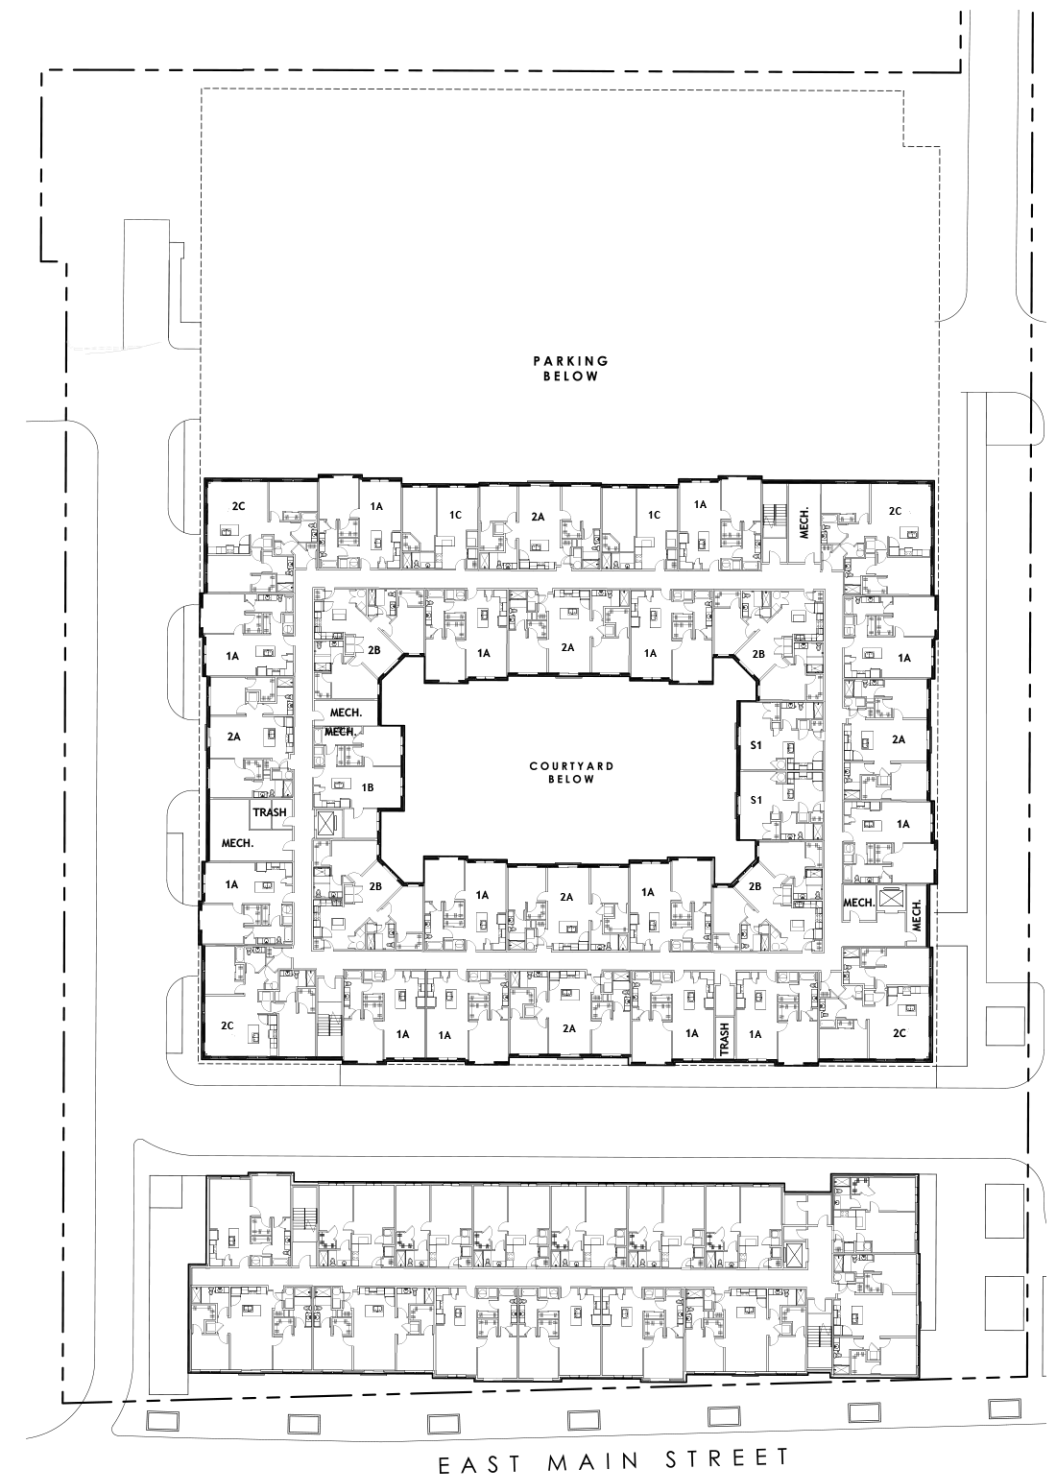 PARKING
BELOW
2C
1A
1C
2A
1C
1A
MECH.
2C
2B
1A
2A
1A
2B
1A
1A
MECH.
MECH.
2A
S1
2A
COURTYARD
BELOW
1B
S1
TRASH
MECH.
1A
1A
2B
1A
2A
1A
2B
MECH.
MECH.
2C
1A
1A
2A
1A
TRASH
1A
2C
EAST MAIN STREET